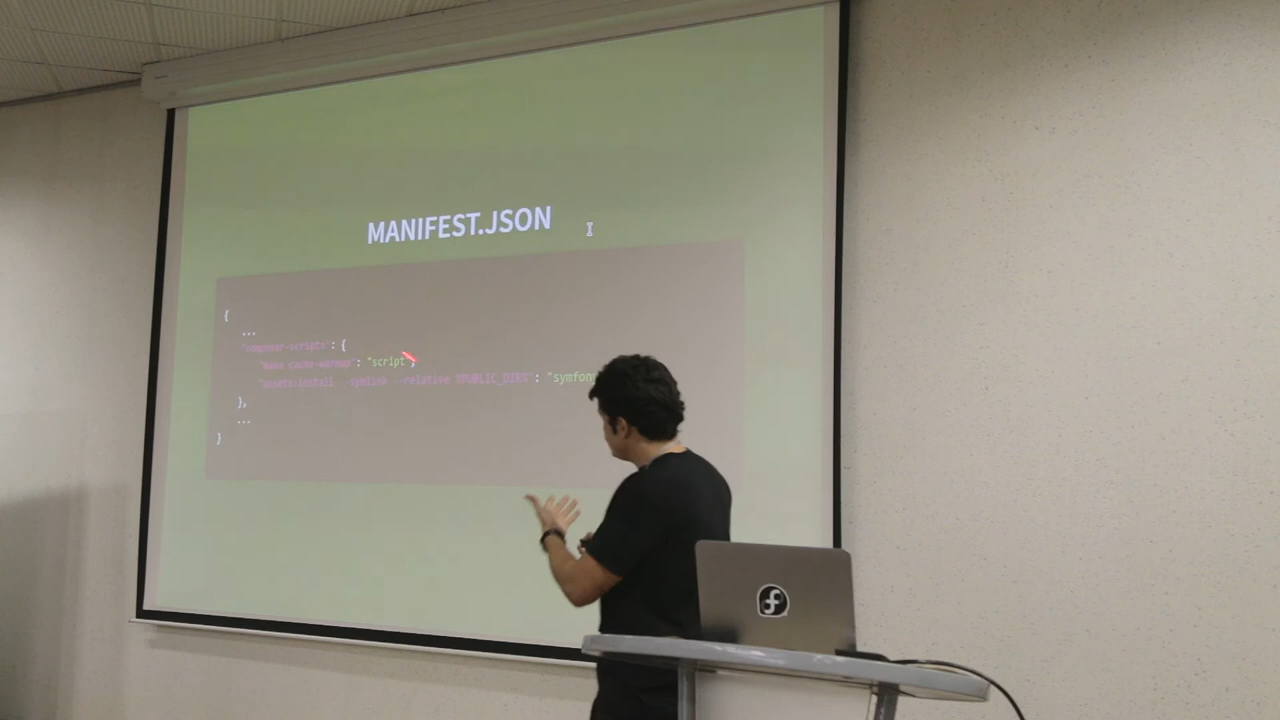 MANIFEST.JSON
{
...
"composer-scripts": {
"make cache-warmup": "script",
"assets:install --symlink --relative %PUBLIC_DIR%": "symfony
},
...
}